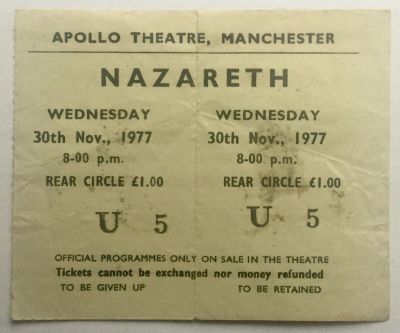 APOLLO THEATRE, MANCHESTER
NAZARETH
WEDNESDAY WEDNESDAY
30th Nov., 1977 30th Nov., 1977
8-00 p.m. 8-00 p.m.
REAR CIRCLE £1.00 REAR CIRCLE £1.00
U 5 U 5
OFFICIAL PROGRAMMES ONLY ON SALE IN THE THEATRE
Tickets cannot be exchanged nor money refunded
TO BE GIVEN UP TO BE RETAINED